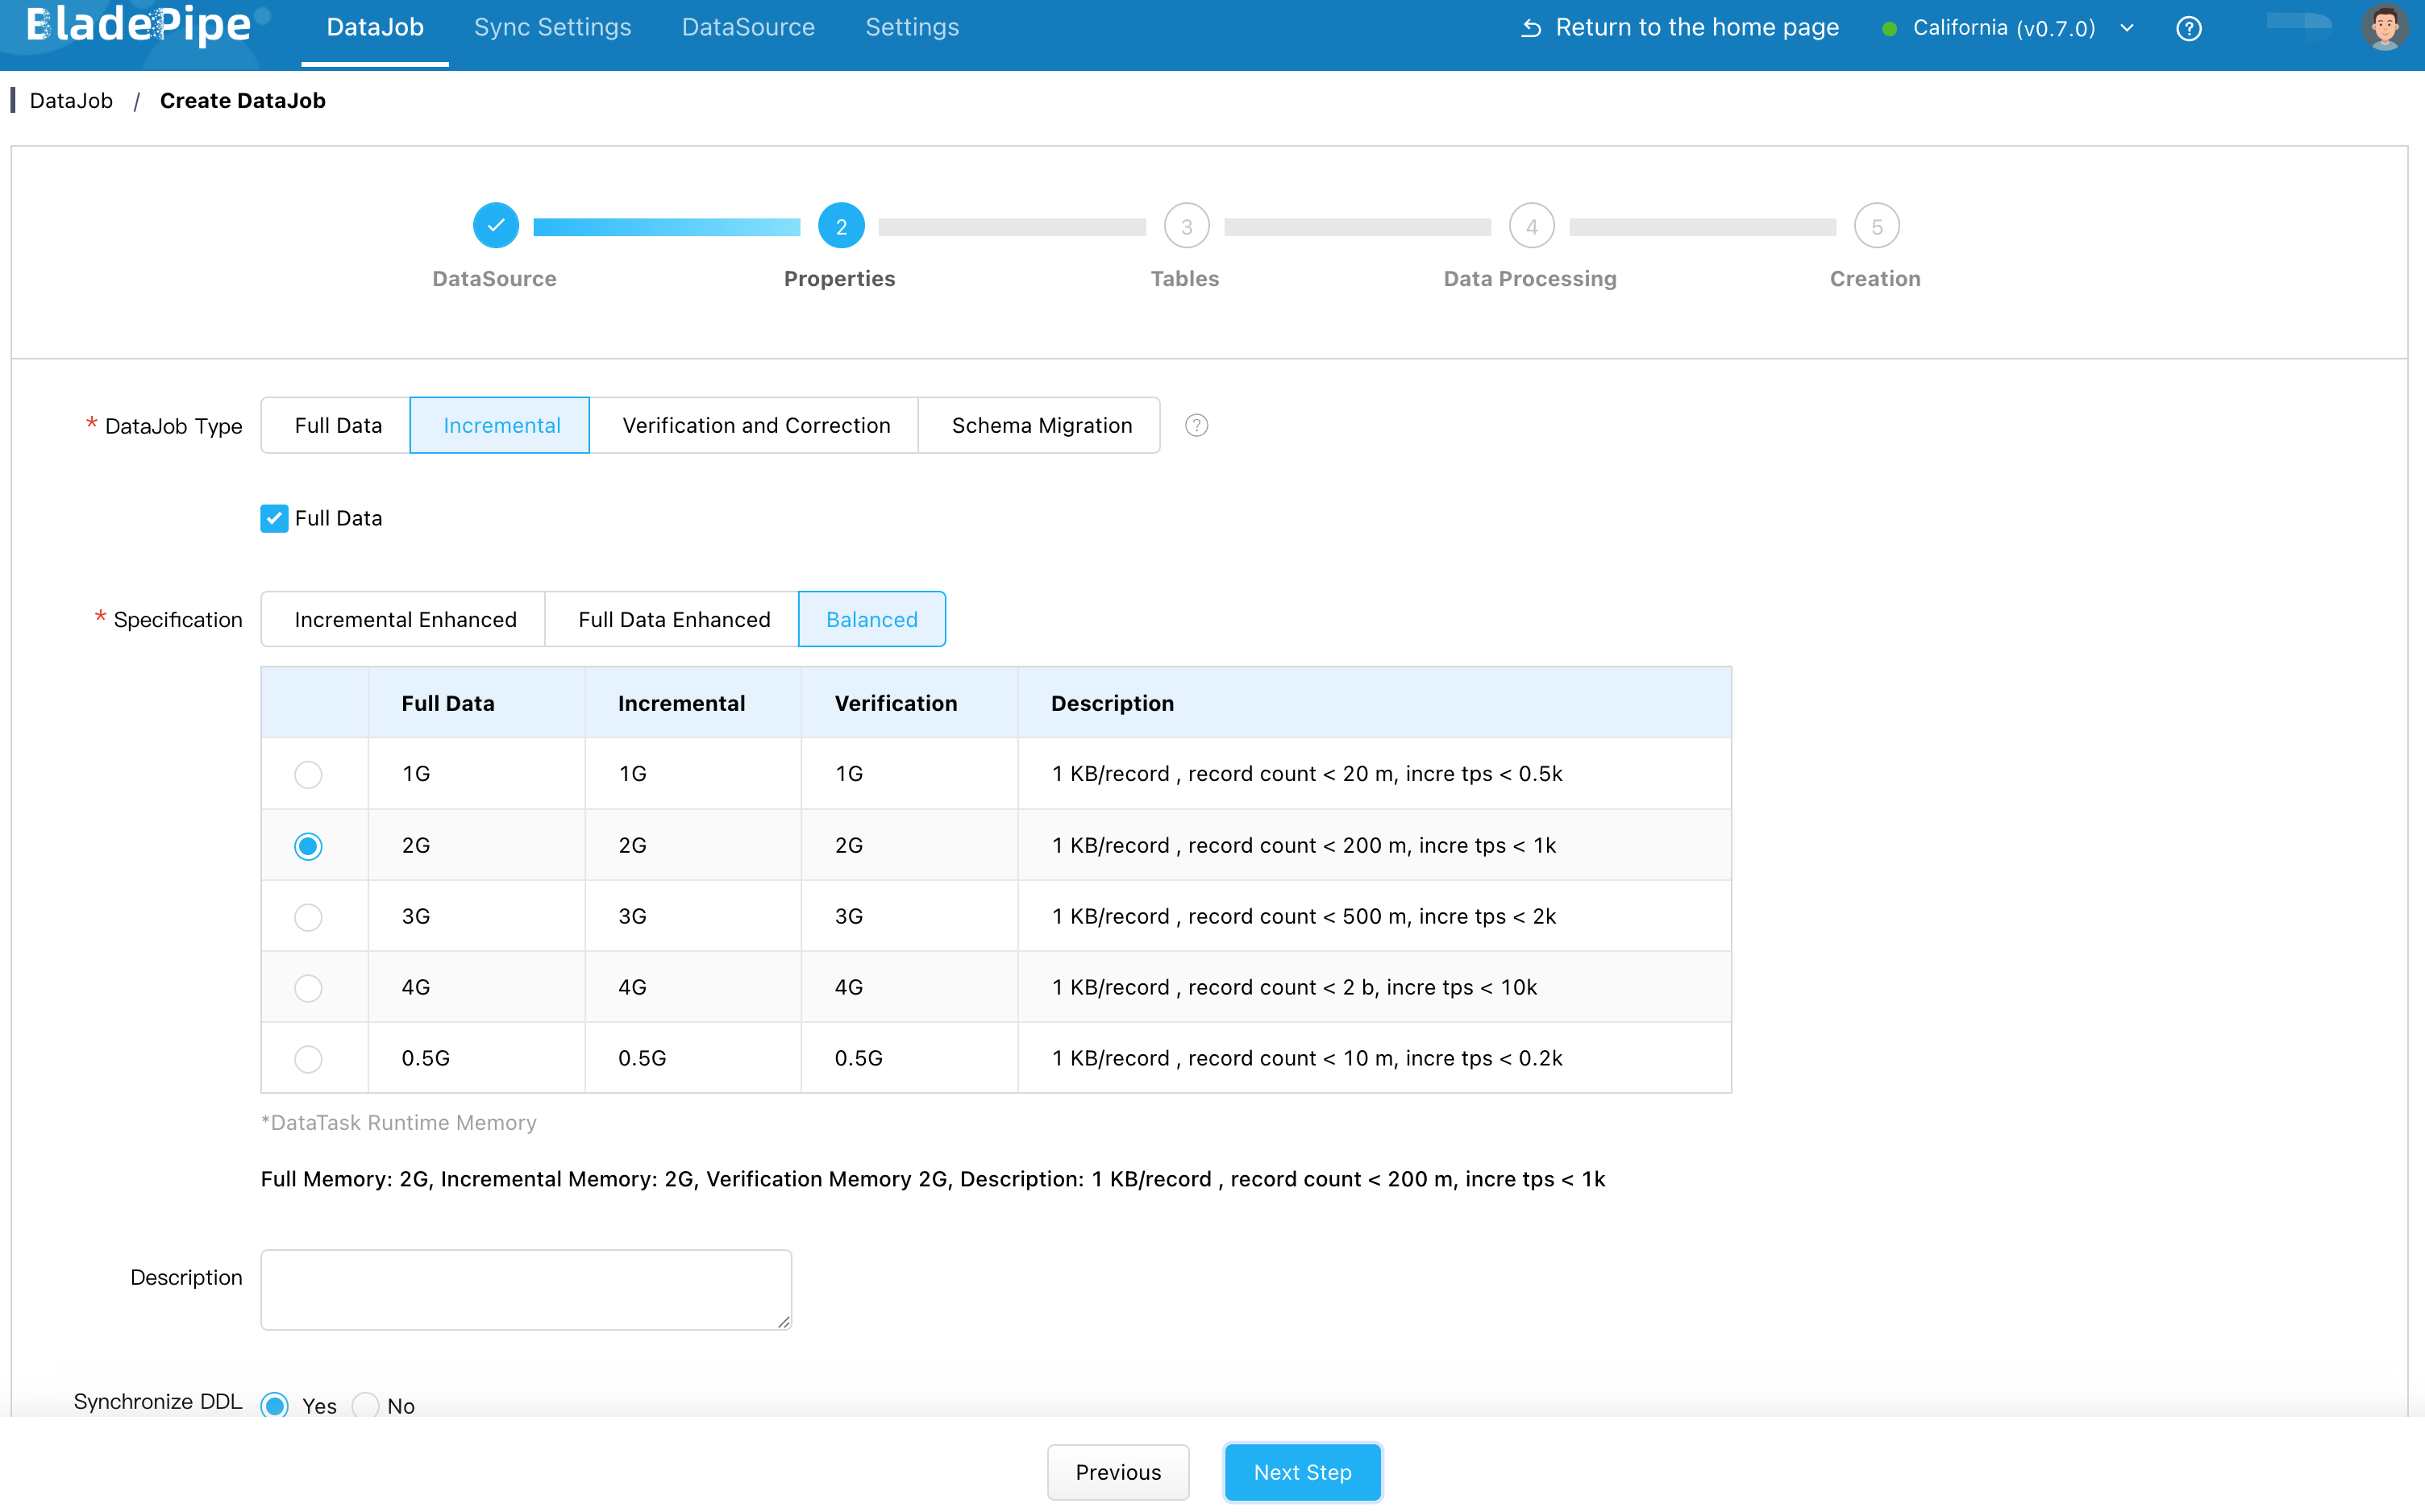 BladePipe
DataJob Sync Settings DataSource Settings Return to the home page California (v0.7.0) ?
DataJob / Create DataJob
2 3 4 5
DataSource Properties Tables Data Processing Creation
* DataJob Type Full Data Incremental Verification and Correction Schema Migration ?
Full Data
* Specification Incremental Enhanced Full Data Enhanced Balanced
Full Data Incremental Verification Description
1G 1G 1G 1 KB/record , record count < 20 m, incre tps < 0.5k
2G 2G 2G 1 KB/record , record count < 200 m, incre tps < 1k
3G 3G 3G 1 KB/record , record count < 500 m, incre tps < 2k
4G 4G 4G 1 KB/record , record count < 2 b, incre tps < 10k
0.5G 0.5G 0.5G 1 KB/record , record count < 10 m, incre tps < 0.2k
*DataTask Runtime Memory
Full Memory: 2G, Incremental Memory: 2G, Verification Memory 2G, Description: 1 KB/record , record count < 200 m, incre tps < 1k
Description
Synchronize DDL Yes No
Previous Next Step